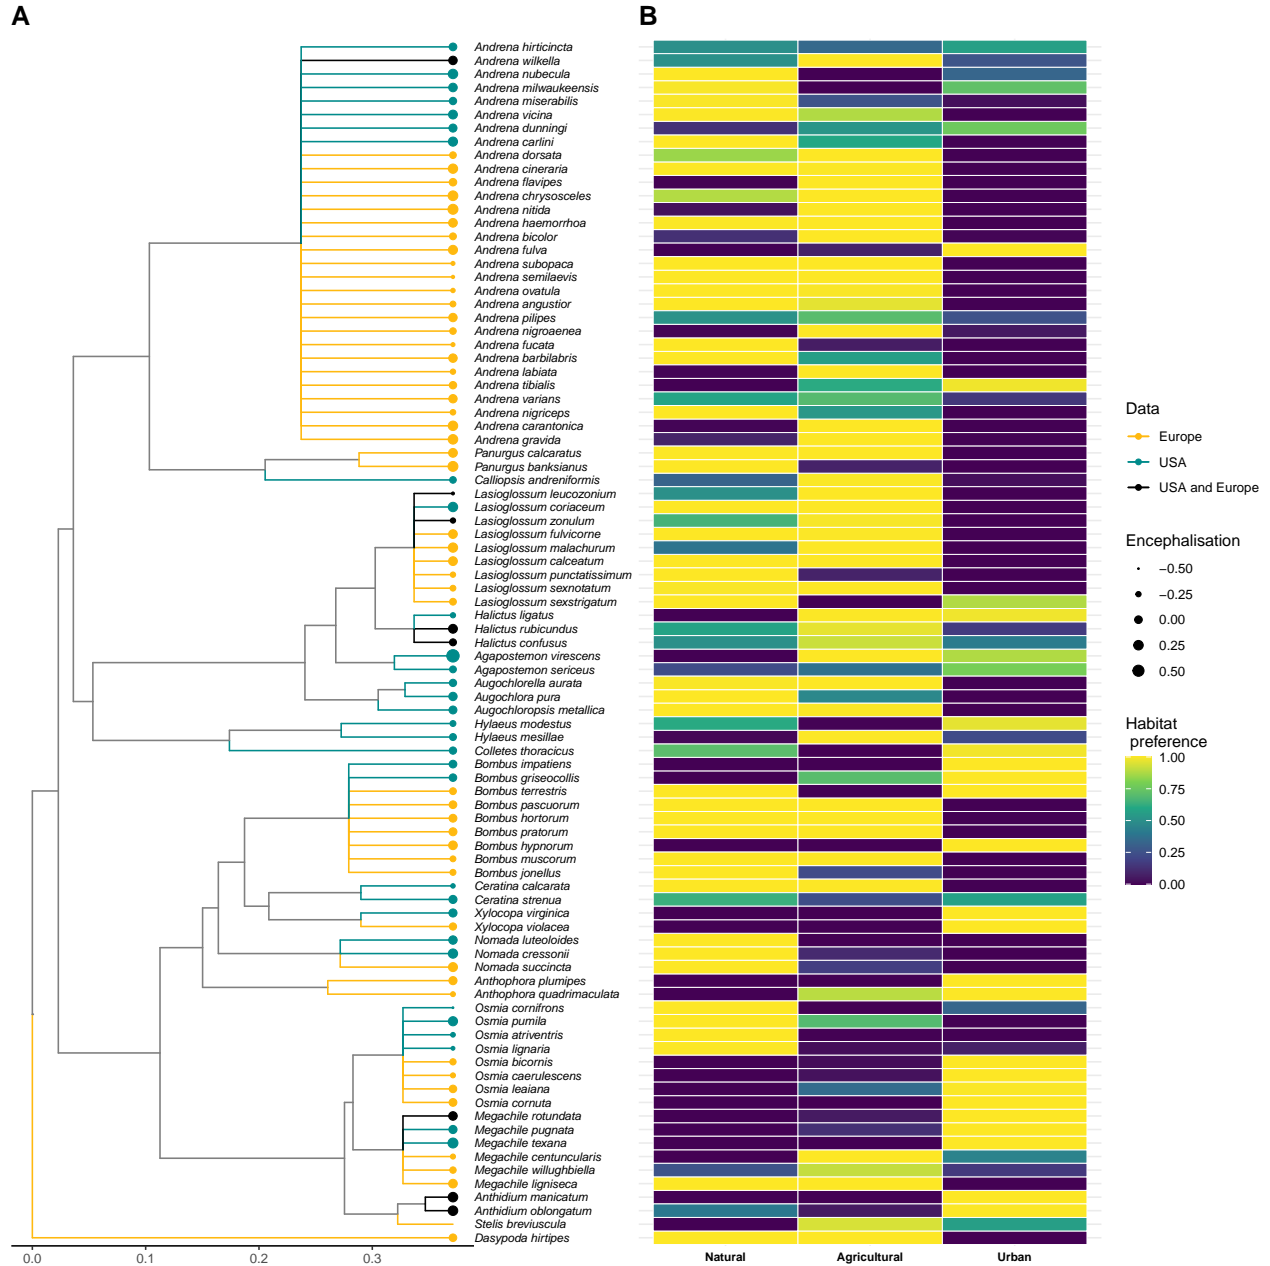 A
B
Andrena hirticincta
Andrena wilkella
Andrena nubecula
Andrena milwaukeensis
Andrena miserabilis
Andrena vicina
Andrena dunningi
Andrena carlini
Andrena dorsata
Andrena cineraria
Andrena flavipes
Andrena chrysosceles
Andrena nitida
Andrena haemorrhoa
Andrena bicolor
Andrena fulva
Andrena subopaca
Andrena semilaevis
Andrena ovatula
Andrena angustior
Andrena pilipes
Andrena nigroaenea
Andrena fucata
Andrena barbilabris
Andrena labiata
Andrena tibialis
Andrena varians
Andrena nigriceps
Andrena carantonica
Andrena gravida
Panurgus calcaratus
Panurgus banksianus
Calliopsis andreniformis
Lasioglossum leucozonium
Lasioglossum coriaceum
Lasioglossum zonulum
Lasioglossum fulvicorne
Lasioglossum malachurum
Lasioglossum calceatum
Lasioglossum punctatissimum
Lasioglossum sexnotatum
Lasioglossum sexstrigatum
Halictus ligatus
Halictus rubicundus
Halictus confusus
Agapostemon virescens
Agapostemon sericeus
Augochlorella aurata
Augochlora pura
Augochloropsis metallica
Hylaeus modestus
Hylaeus mesillae
Colletes thoracicus
Bombus impatiens
Bombus griseocollis
Bombus terrestris
Bombus pascuorum
Bombus hortorum
Bombus pratorum
Bombus hypnorum
Bombus muscorum
Bombus jonellus
Ceratina calcarata
Ceratina strenua
Xylocopa virginica
Xylocopa violacea
Nomada luteoloides
Nomada cressonii
Nomada succincta
Anthophora plumipes
Anthophora quadrimaculata
Osmia cornifrons
Osmia pumila
Osmia atriventris
Osmia lignaria
Osmia bicornis
Osmia caerulescens
Osmia leaiana
Osmia cornuta
Megachile rotundata
Megachile pugnata
Megachile texana
Megachile centuncularis
Megachile willughbiella
Megachile ligniseca
Anthidium manicatum
Anthidium oblongatum
Stelis breviuscula
Dasypoda hirtipes
0.0 0.1 0.2 0.3
Natural Agricultural Urban
Data
Europe
USA
USA and Europe
Encephalisation
−0.50
−0.25
0.00
0.25
0.50
Habitat
preference
1.00
0.75
0.50
0.25
0.00